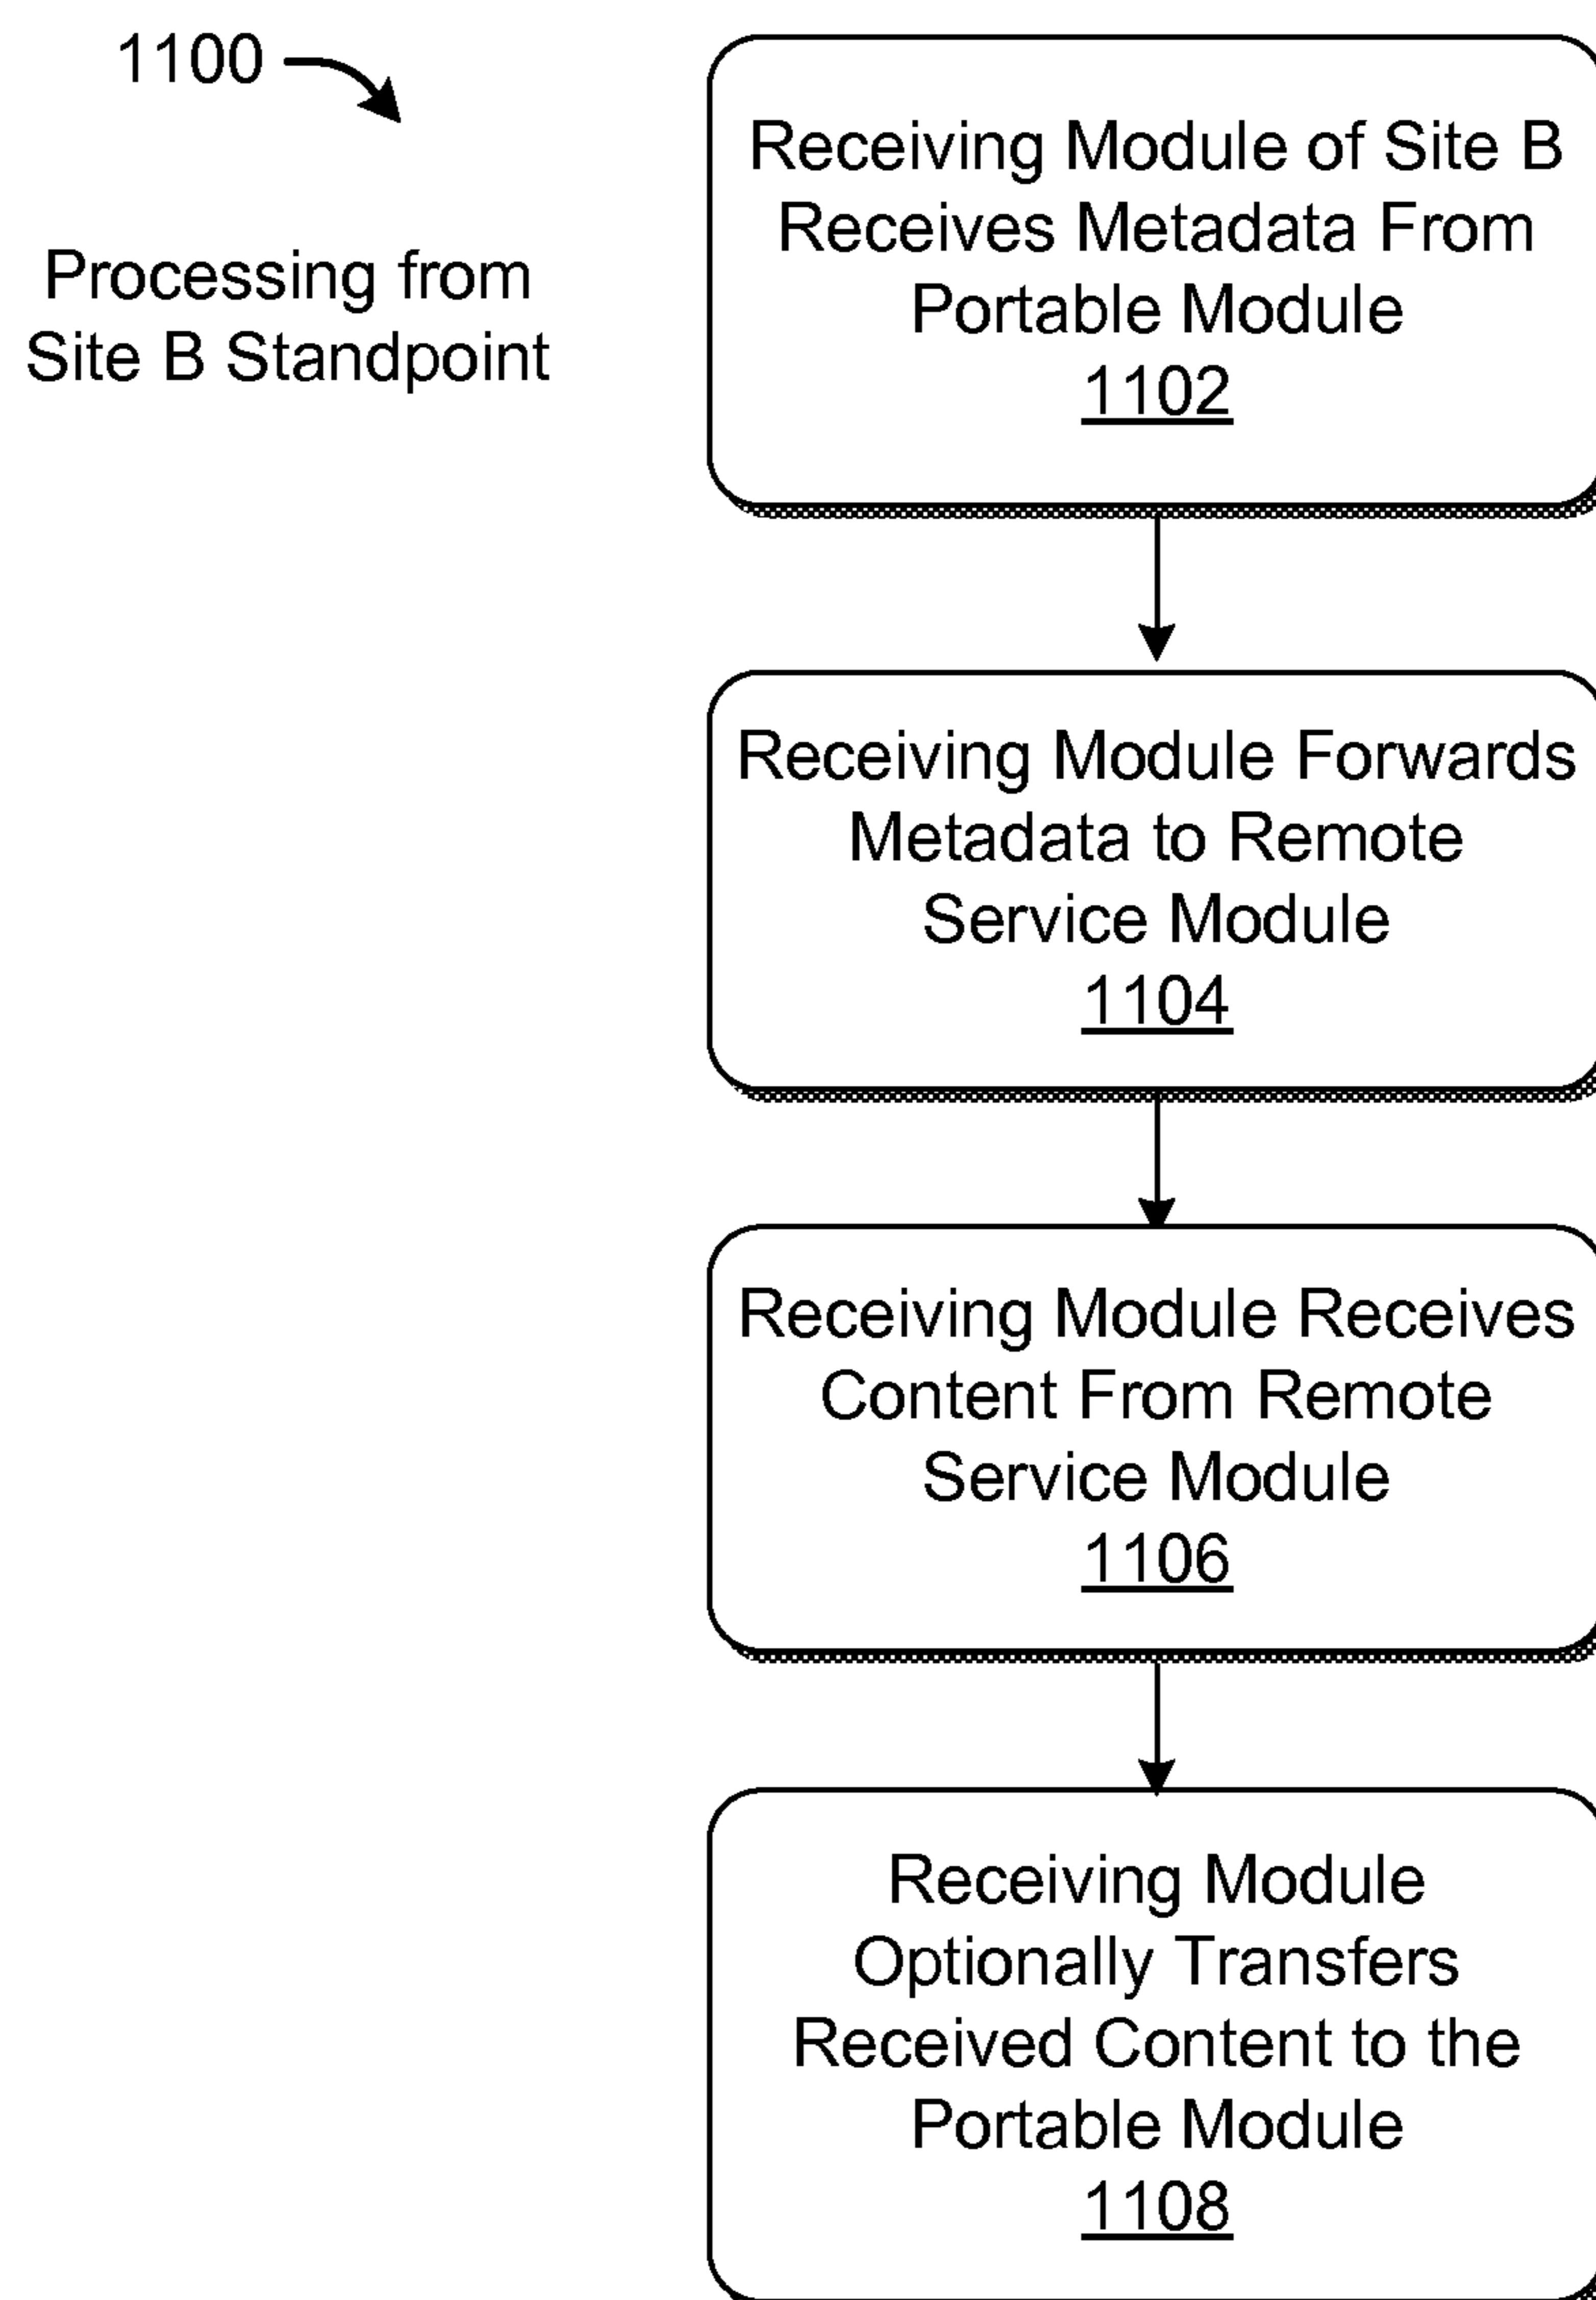 1100
Processing from
Site B Standpoint
Receiving Module of Site B
Receives Metadata From
Portable Module
1102
Receiving Module Forwards
Metadata to Remote
Service Module
1104
Receiving Module Receives
Content From Remote
Service Module
1106
Receiving Module
Optionally Transfers
Received Content to the
Portable Module
1108